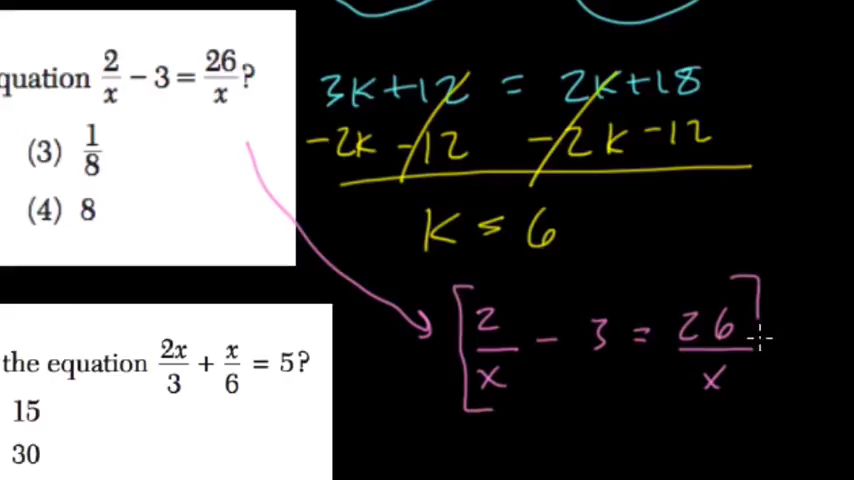 quation 2/x − 3 = 26/x ?
(3) 1/8
(4) 8
the equation 2x/3 + x/6 = 5?
15
30
3k+12 = 2k+18
−2k −12 −2k −12
k = 6
[2/x − 3 = 26/x]